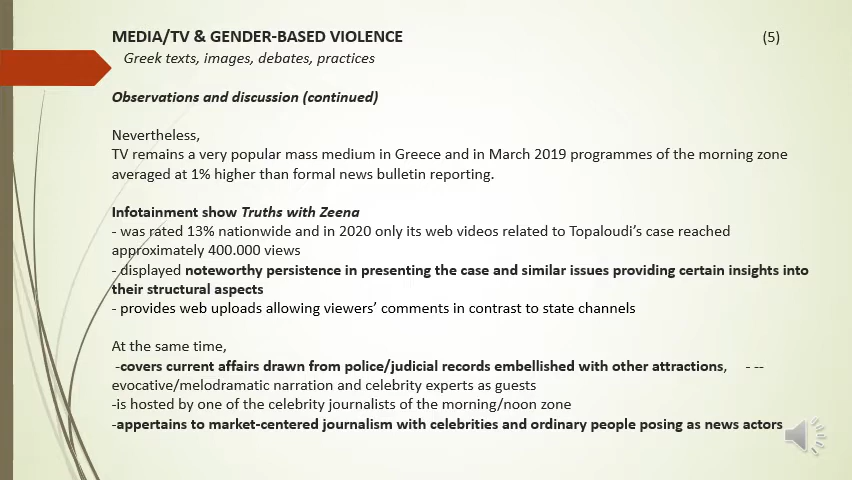 MEDIA/TV & GENDER-BASED VIOLENCE (5)
Greek texts, images, debates, practices
Observations and discussion (continued)
Nevertheless,
TV remains a very popular mass medium in Greece and in March 2019 programmes of the morning zone
averaged at 1% higher than formal news bulletin reporting.
Infotainment show Truths with Zeena
- was rated 13% nationwide and in 2020 only its web videos related to Topaloudi’s case reached
approximately 400.000 views
- displayed noteworthy persistence in presenting the case and similar issues providing certain insights into
their structural aspects
- provides web uploads allowing viewers’ comments in contrast to state channels
At the same time,
-covers current affairs drawn from police/judicial records embellished with other attractions, - --
evocative/melodramatic narration and celebrity experts as guests
-is hosted by one of the celebrity journalists of the morning/noon zone
-appertains to market-centered journalism with celebrities and ordinary people posing as news actors